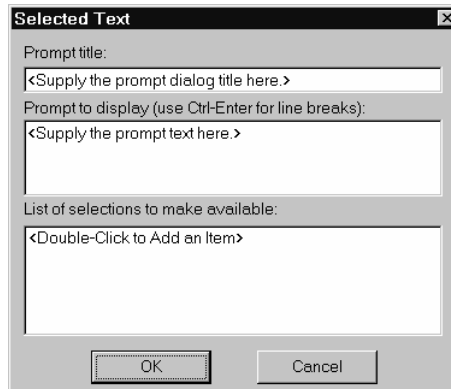 Selected Text
Prompt title:
<Supply the prompt dialog title here.>
Prompt to display (use Ctrl-Enter for line breaks):
<Supply the prompt text here.>
List of selections to make available:
<Double-Click to Add an Item>
OK
Cancel